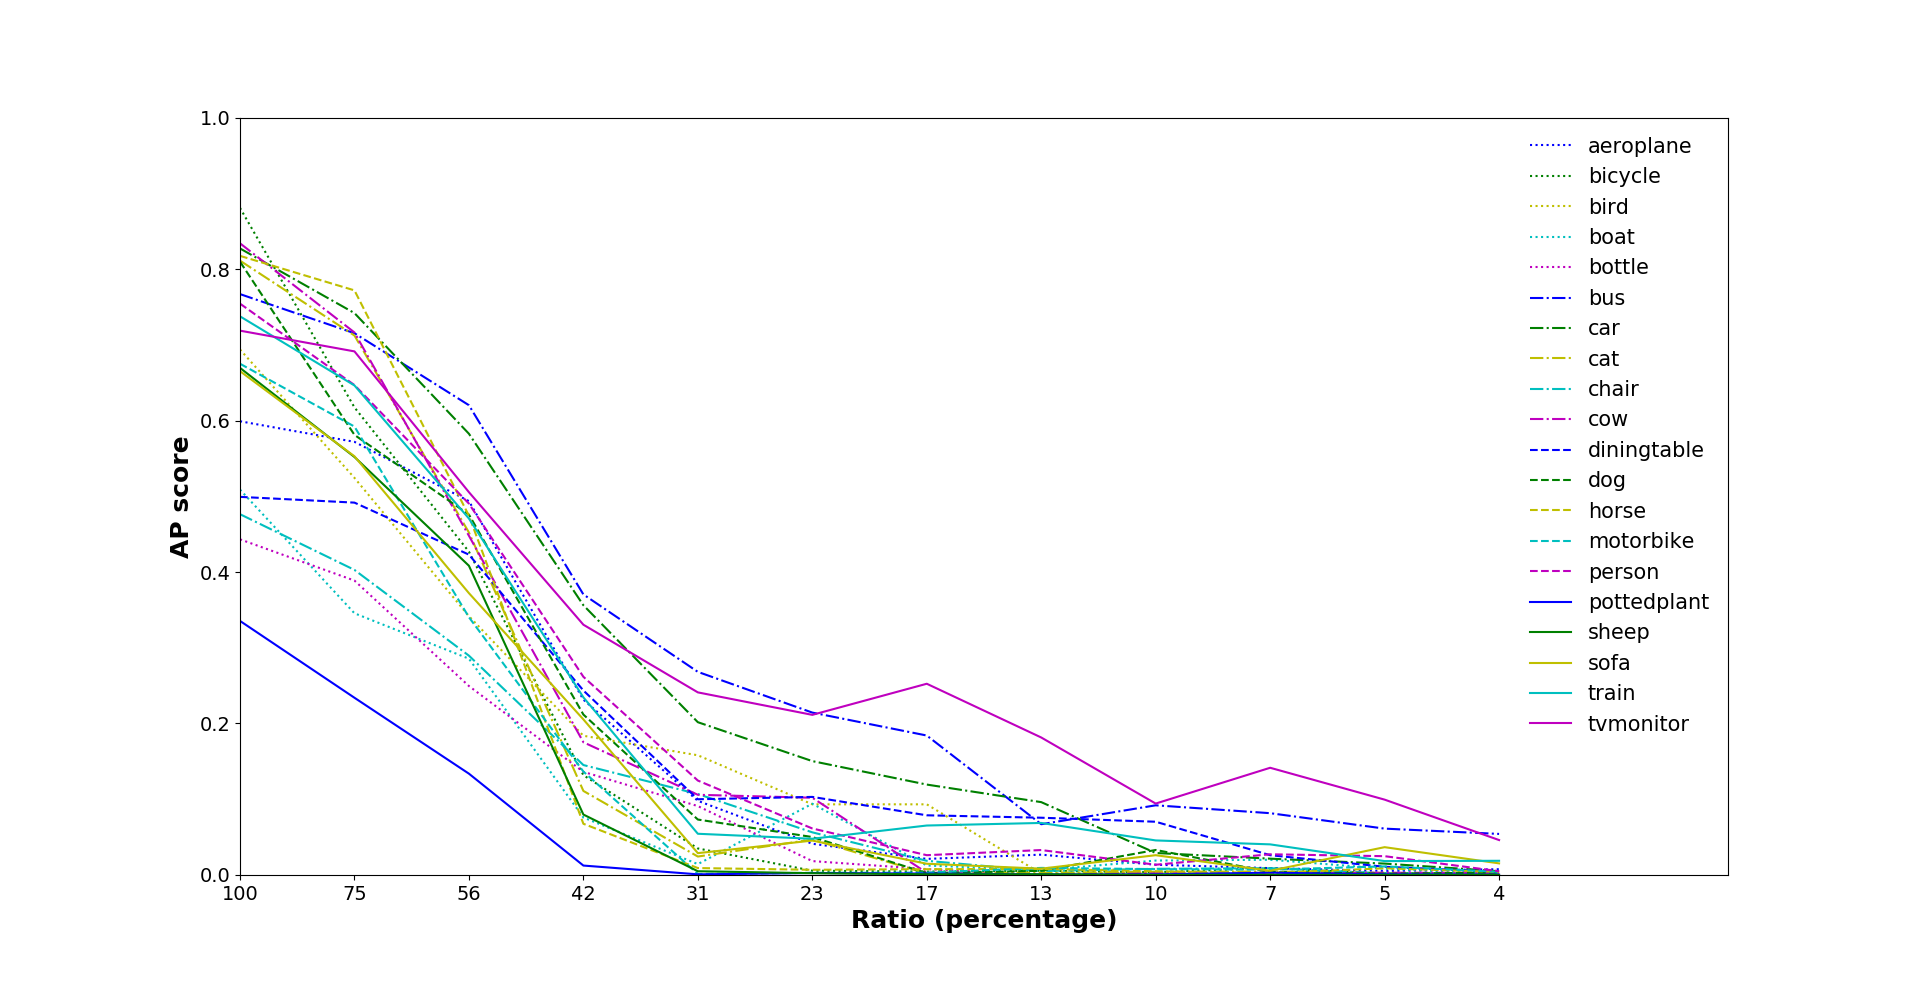 1.0
0.8
0.6
0.4
0.2
0.0
AP score
100 75 56 42 31 23 17 13 10 7 5 4
Ratio (percentage)
aeroplane
bicycle
bird
boat
bottle
bus
car
cat
chair
cow
diningtable
dog
horse
motorbike
person
pottedplant
sheep
sofa
train
tvmonitor